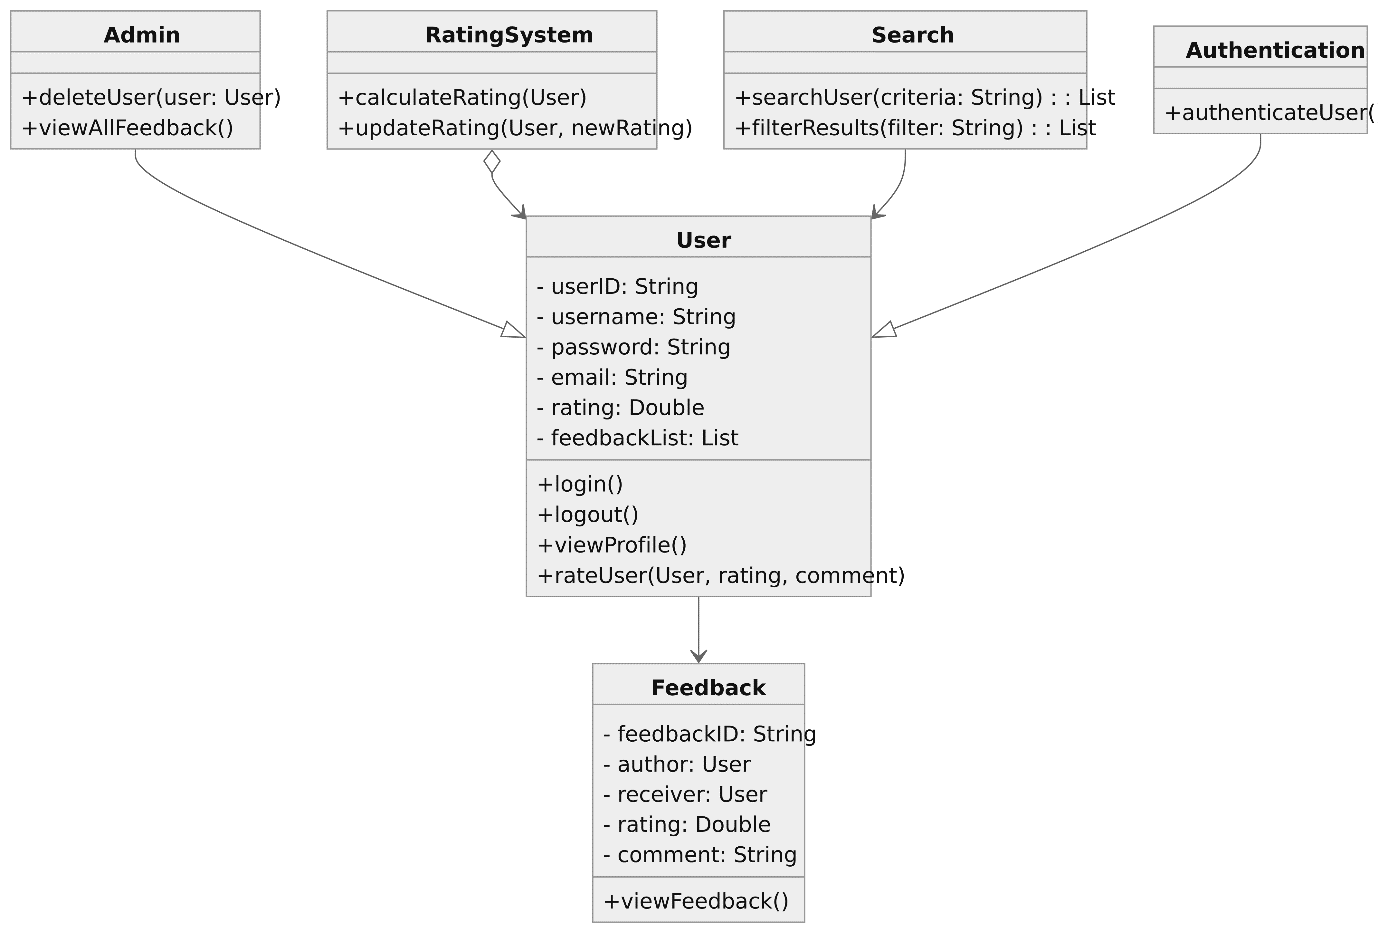 Admin
+deleteUser(user: User)
+viewAllFeedback()
RatingSystem
+calculateRating(User)
+updateRating(User, newRating)
Search
+searchUser(criteria: String) : : List
+filterResults(filter: String) : : List
Authentication
+authenticateUser(
User
- userID: String
- username: String
- password: String
- email: String
- rating: Double
- feedbackList: List
+login()
+logout()
+viewProfile()
+rateUser(User, rating, comment)
Feedback
- feedbackID: String
- author: User
- receiver: User
- rating: Double
- comment: String
+viewFeedback()